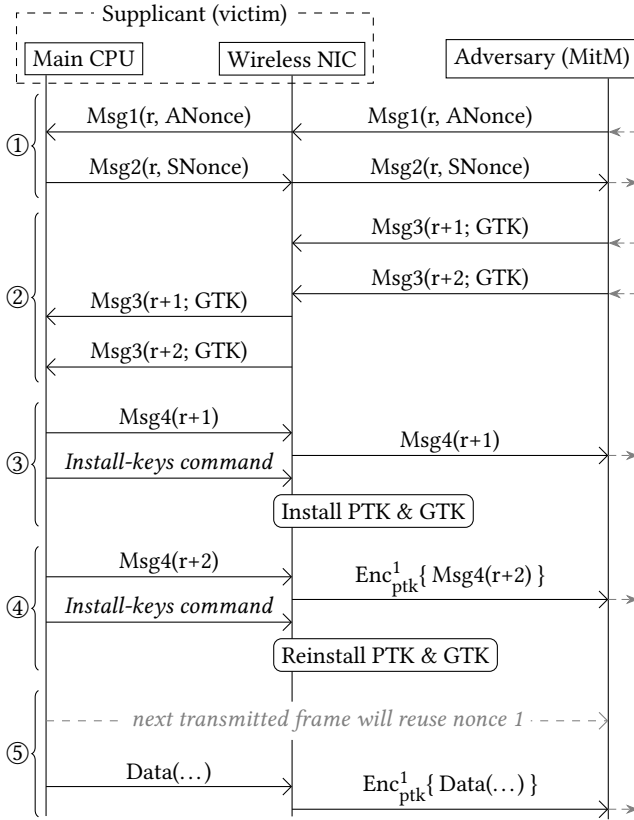 Supplicant (victim)
Main CPU Wireless NIC Adversary (MitM)
① Msg1(r, ANonce) Msg1(r, ANonce)
Msg2(r, SNonce) Msg2(r, SNonce)
② Msg3(r+1; GTK)
Msg3(r+2; GTK)
Msg3(r+1; GTK)
Msg3(r+2; GTK)
③ Msg4(r+1) Msg4(r+1)
Install-keys command
Install PTK & GTK
④ Msg4(r+2) Enc¹ptk{ Msg4(r+2) }
Install-keys command
Reinstall PTK & GTK
⑤ next transmitted frame will reuse nonce 1
Data(…) Enc¹ptk{ Data(…) }